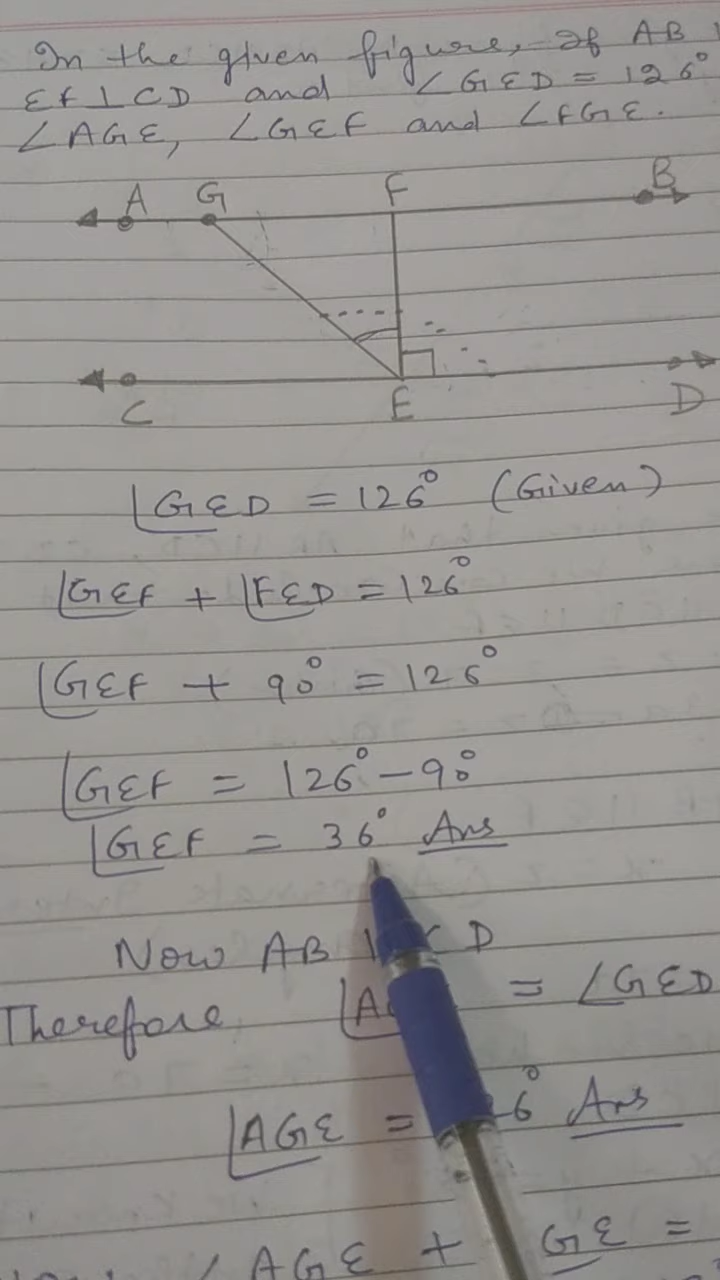 In the given figure, If AB
EF ⊥ CD and ∠GED = 126°
∠AGE, ∠GEF and ∠FGE.
A G F B
C E D
∠GED = 126° (Given)
∠GEF + ∠FED = 126°
∠GEF + 90° = 126°
∠GEF = 126° - 90°
∠GEF = 36° Ans
Now AB CD
Therefore = ∠GED
∠AGE = 6° Ans
∠AGE + GE =